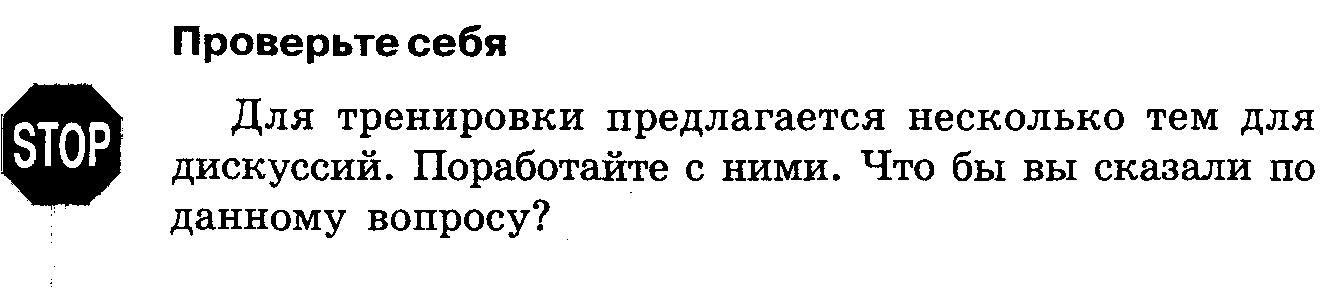 Проверьте себя
STOP
Для тренировки предлагается несколько тем для
дискуссий. Поработайте с ними. Что бы вы сказали по
данному вопросу?